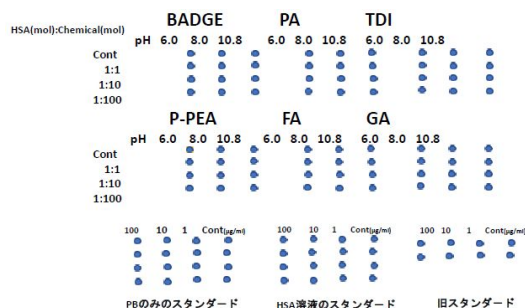 BADGE PA TDI
HSA(mol):Chemical(mol)
pH 6.0 8.0 10.8 6.0 8.0 10.8 6.0 8.0 10.8
Cont
1:1
1:10
1:100
P-PEA FA GA
pH 6.0 8.0 10.8 6.0 8.0 10.8 6.0 8.0 10.8
Cont
1:1
1:10
1:100
100 10 1 Cont(μg/ml) 100 10 1 Cont(μg/ml) 100 10 1 Cont(μg/ml)
PBのみのスタンダード HSA溶液のスタンダード 旧スタンダード